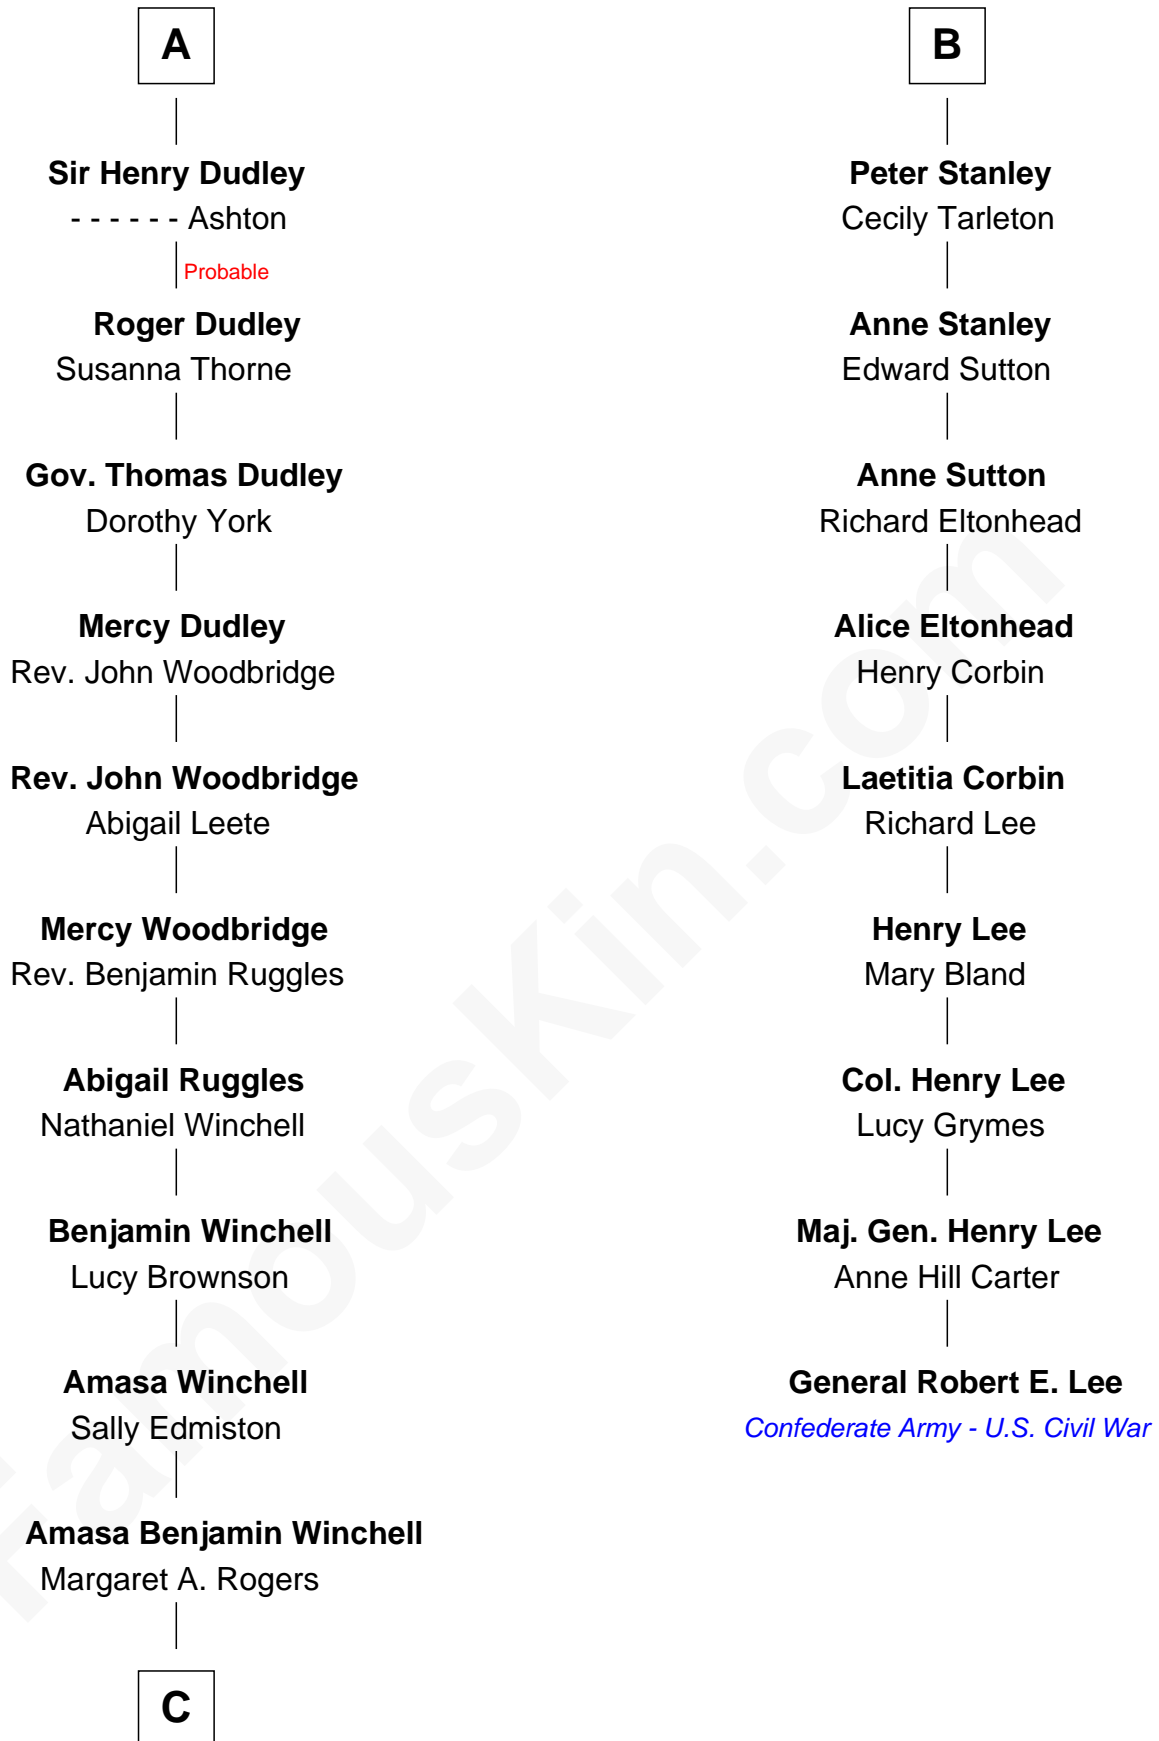 A
Sir Henry Dudley
- - - - - - Ashton
Probable
Roger Dudley
Susanna Thorne
Gov. Thomas Dudley
Dorothy York
Mercy Dudley
Rev. John Woodbridge
Rev. John Woodbridge
Abigail Leete
Mercy Woodbridge
Rev. Benjamin Ruggles
Abigail Ruggles
Nathaniel Winchell
Benjamin Winchell
Lucy Brownson
Amasa Winchell
Sally Edmiston
Amasa Benjamin Winchell
Margaret A. Rogers
C
B
Peter Stanley
Cecily Tarleton
Anne Stanley
Edward Sutton
Anne Sutton
Richard Eltonhead
Alice Eltonhead
Henry Corbin
Laetitia Corbin
Richard Lee
Henry Lee
Mary Bland
Col. Henry Lee
Lucy Grymes
Maj. Gen. Henry Lee
Anne Hill Carter
General Robert E. Lee
Confederate Army - U.S. Civil War
FamousKin.com